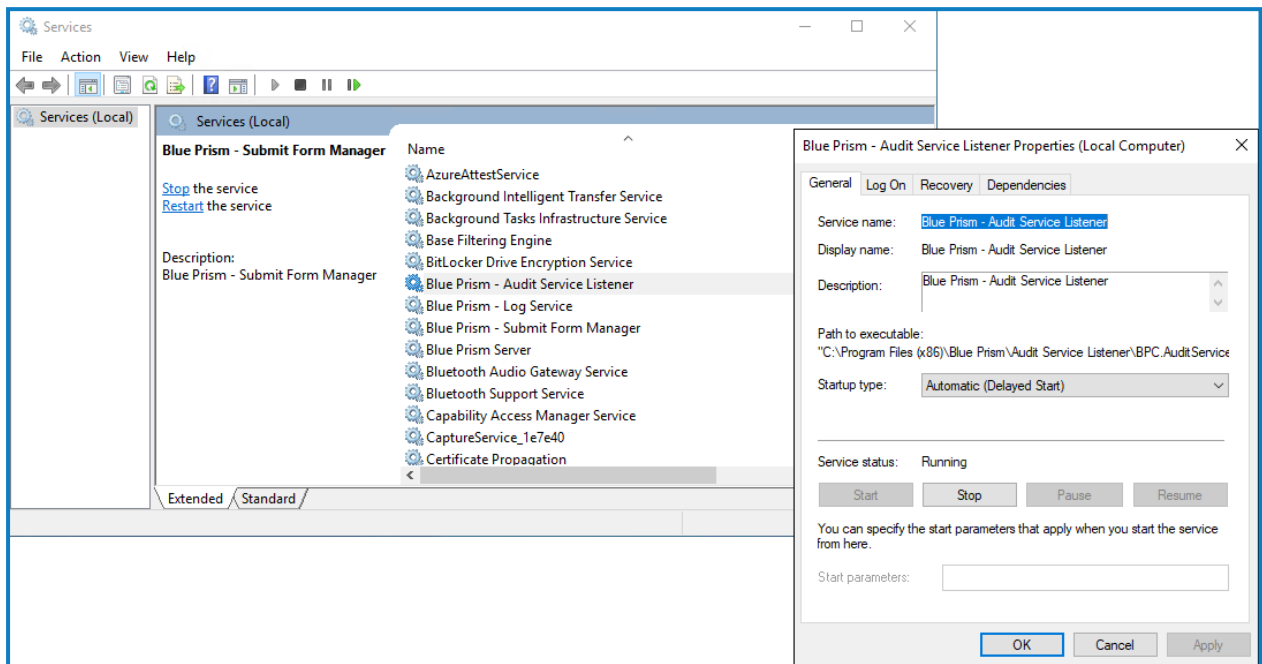 Services
File Action View Help
Services (Local)
Services (Local)
Blue Prism - Submit Form Manager
Stop the service
Restart the service
Description:
Blue Prism - Submit Form Manager
Name
AzureAttestService
Background Intelligent Transfer Service
Background Tasks Infrastructure Service
Base Filtering Engine
BitLocker Drive Encryption Service
Blue Prism - Audit Service Listener
Blue Prism - Log Service
Blue Prism - Submit Form Manager
Blue Prism Server
Bluetooth Audio Gateway Service
Bluetooth Support Service
Capability Access Manager Service
CaptureService_1e7e40
Certificate Propagation
Extended Standard
Blue Prism - Audit Service Listener Properties (Local Computer)
General Log On Recovery Dependencies
Service name: Blue Prism - Audit Service Listener
Display name: Blue Prism - Audit Service Listener
Description: Blue Prism - Audit Service Listener
Path to executable:
"C:\Program Files (x86)\Blue Prism\Audit Service Listener\BPC.AuditService
Startup type: Automatic (Delayed Start)
Service status: Running
Start Stop Pause Resume
You can specify the start parameters that apply when you start the service
from here.
Start parameters:
OK Cancel Apply